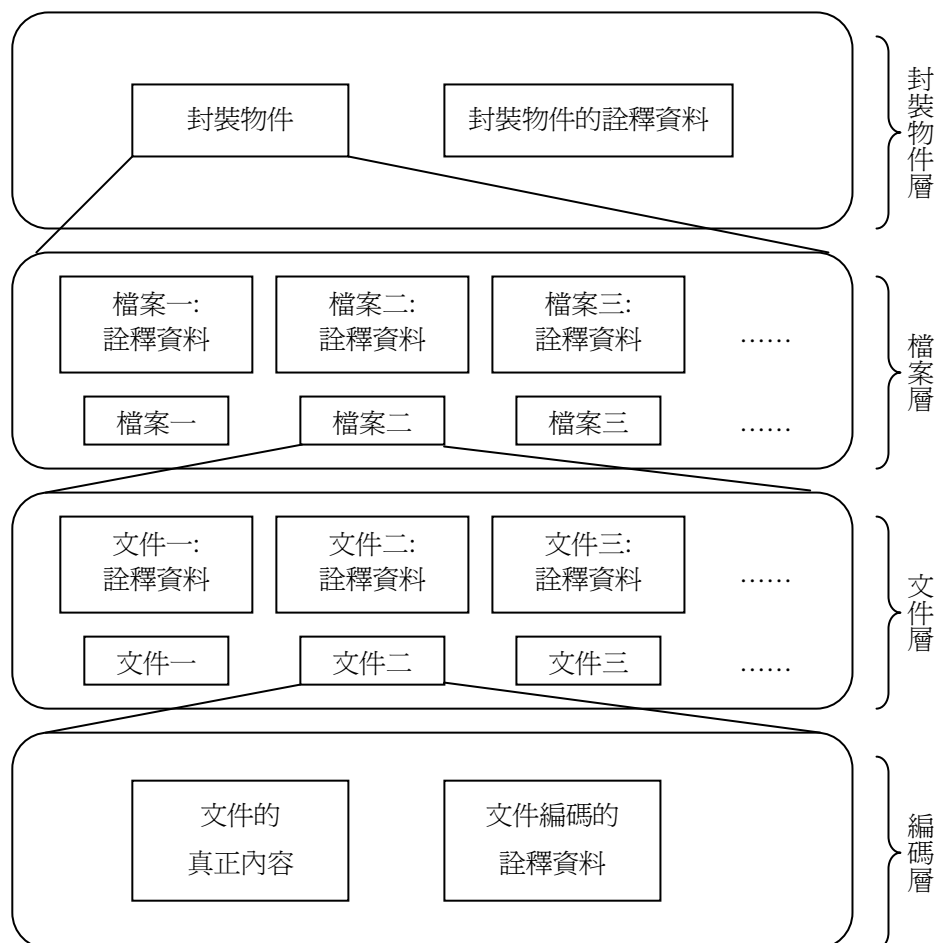 封裝物件
封裝物件的詮釋資料
封裝物件層
檔案一:
詮釋資料
檔案二:
詮釋資料
檔案三:
詮釋資料
……
檔案一
檔案二
檔案三
……
檔案層
文件一:
詮釋資料
文件二:
詮釋資料
文件三:
詮釋資料
……
文件一
文件二
文件三
……
文件層
文件的
真正內容
文件編碼的
詮釋資料
編碼層